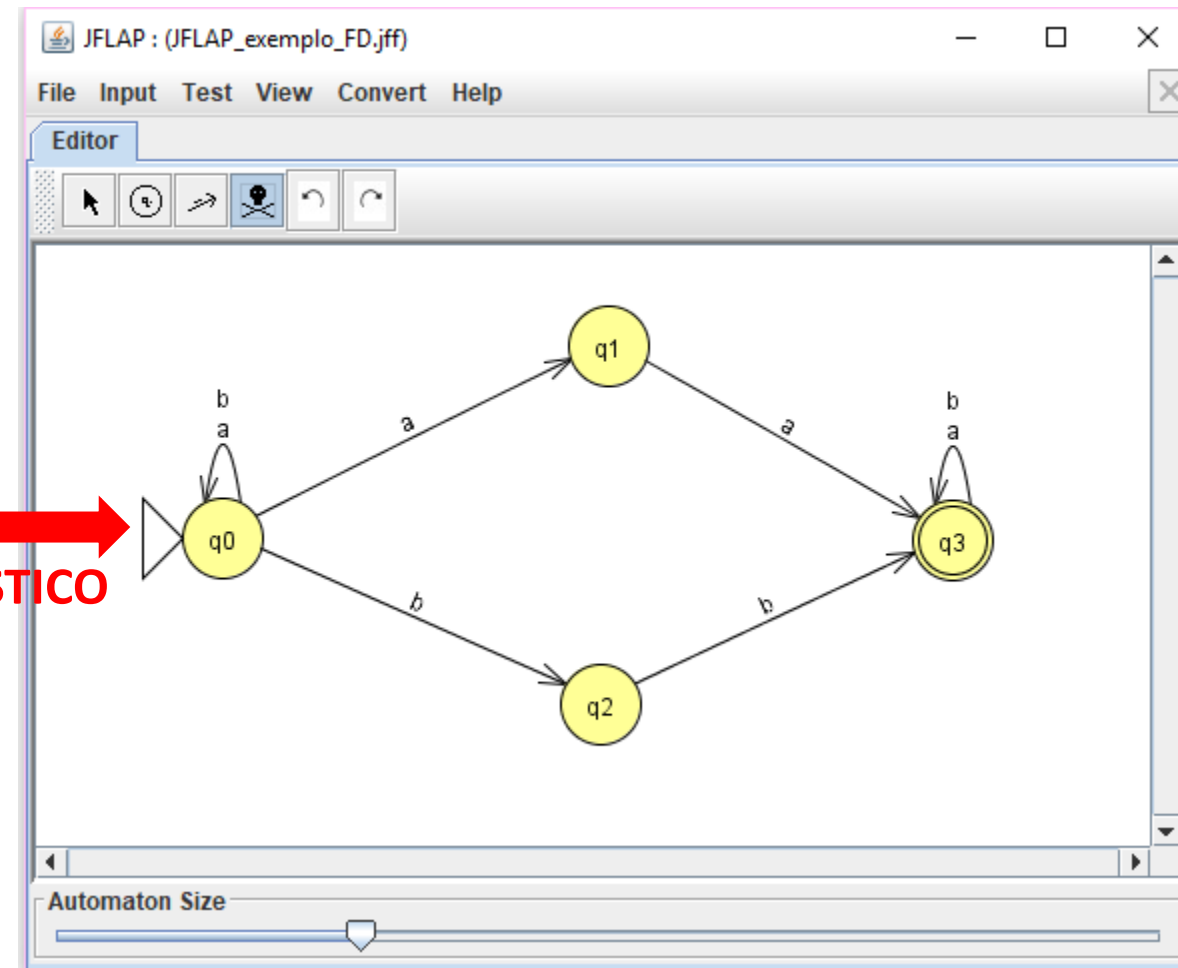 JFLAP : (JFLAP_exemplo_FD.jff)
File Input Test View Convert Help
Editor
q1
b
a
a
a
b
a
q0
q3
STICO
b
b
q2
Automaton Size